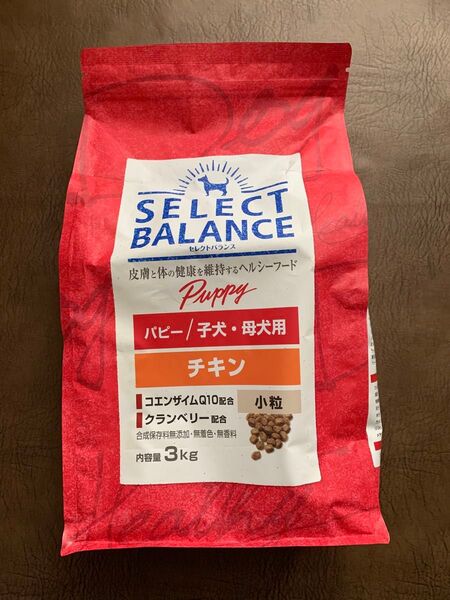 SELECT
BALANCE
セレクトバランス
皮膚と体の健康を維持するヘルシーフード
Puppy
パピー/子犬・母犬用
チキン
コエンザイムQ10配合
小粒
クランベリー配合
合成保存料無添加・無着色・無香料
内容量 3kg
Health